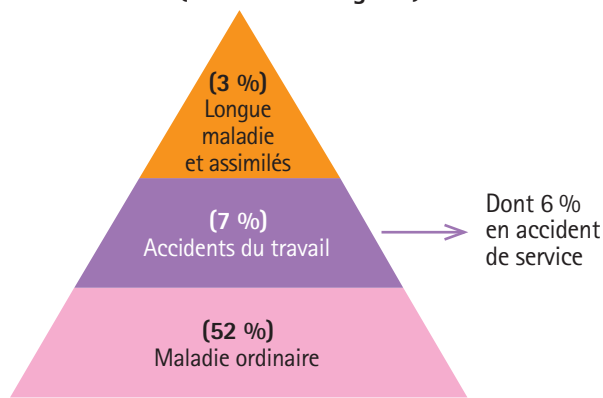 (3 %)
Longue
maladie
et assimilés
(7 %)
Accidents du travail
Dont 6 %
en accident
de service
(52 %)
Maladie ordinaire